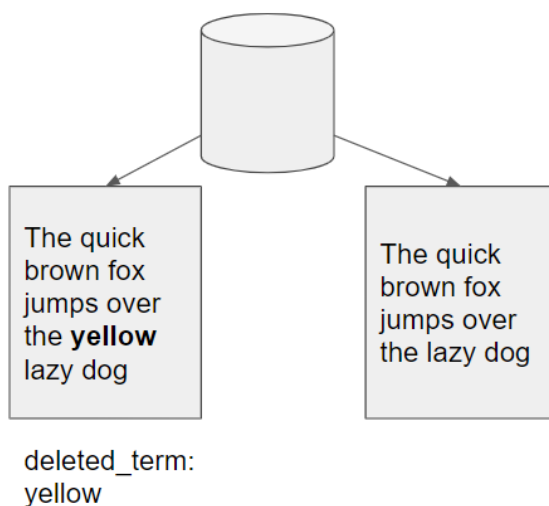 The quick
brown fox
jumps over
the yellow
lazy dog
deleted_term:
yellow
The quick
brown fox
jumps over
the lazy dog